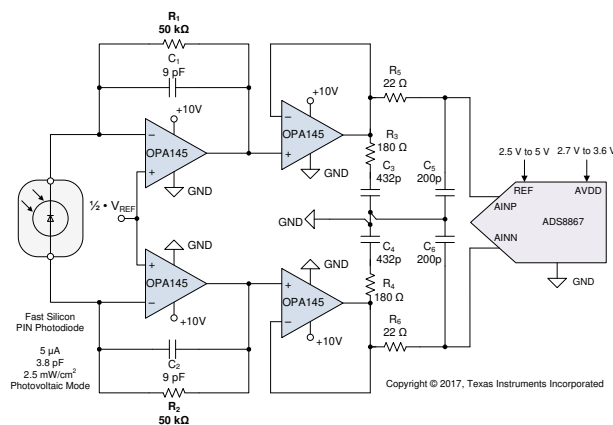 R1
50 kΩ
C1
9 pF
+10V
OPA145
GND
+10V
OPA145
GND
R5
22 Ω
R3
180 Ω
C3
432p
C5
200p
2.5 V to 5 V
2.7 V to 3.6 V
REF
AVDD
AINP
ADS8867
AINN
GND
½ • VREF
GND
GND
OPA145
+10V
GND
OPA145
+10V
C4
432p
C6
200p
R4
180 Ω
R6
22 Ω
Fast Silicon
PIN Photodiode
5 µA
3.8 pF
2.5 mW/cm²
Photovoltaic Mode
C2
9 pF
R2
50 kΩ
Copyright © 2017, Texas Instruments Incorporated